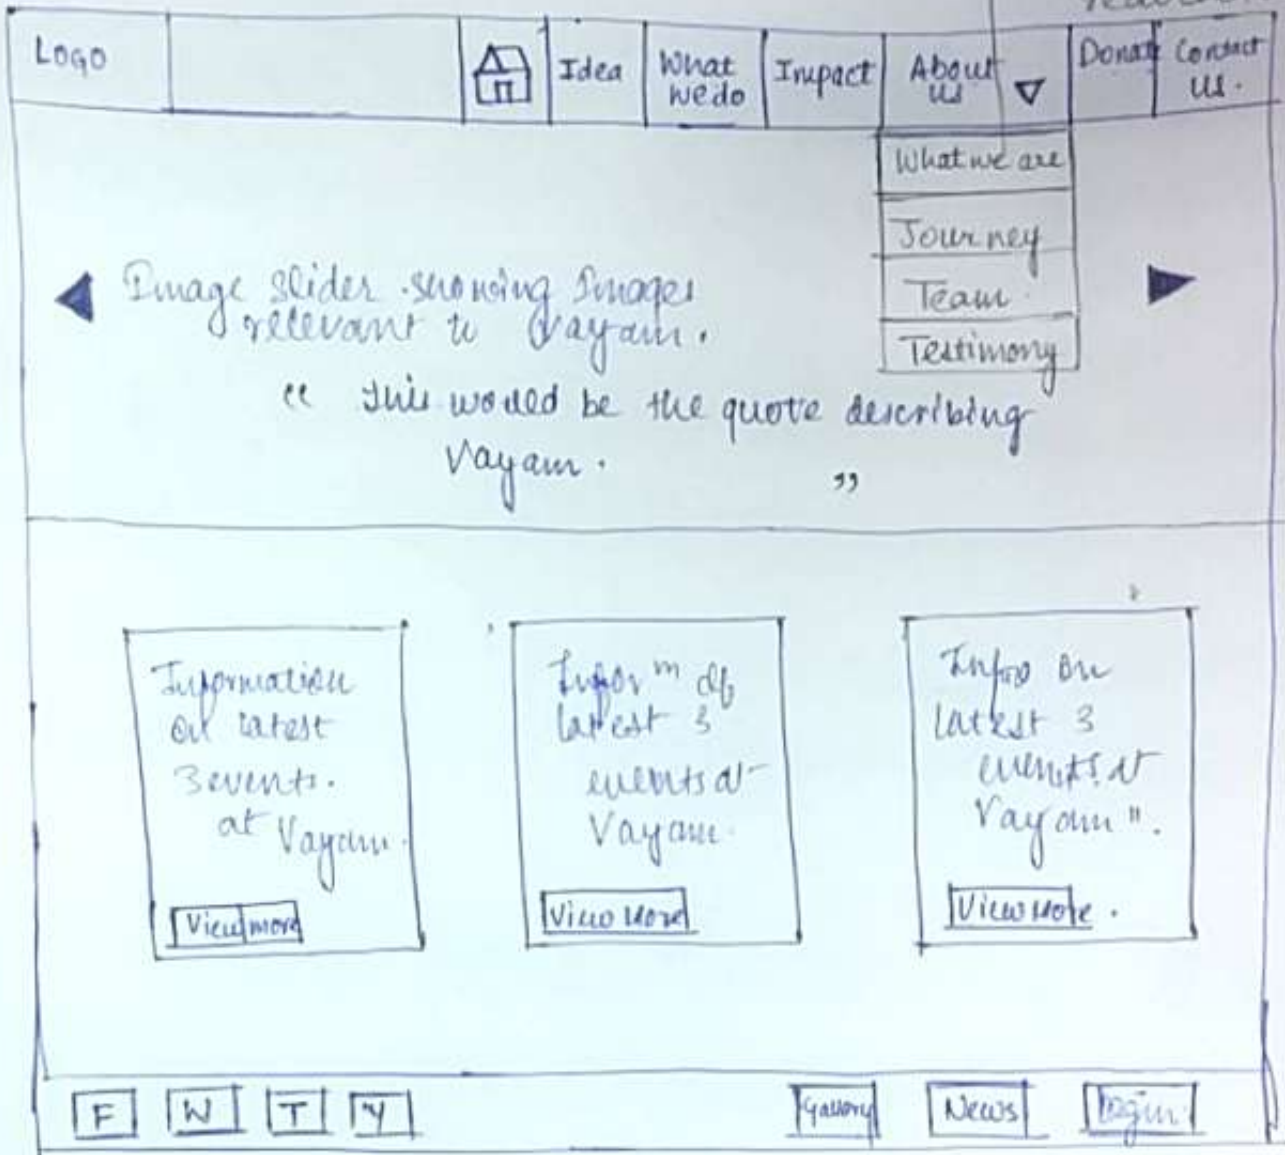 Logo
Idea
What
we do
Impact
About
us
Donate
Contact
us.
What we are
Journey
Team.
Testimony
Image slider showing Images
relevant to Vayam.
" This would be the quote describing
Vayam. "
Information
on latest
3 events.
at Vayam.
View more
Infor m of
latest 3
events at
Vayam.
View More
Info on
latest 3
events at
Vayam ".
View More.
F W T Y
Gallery
News
Login